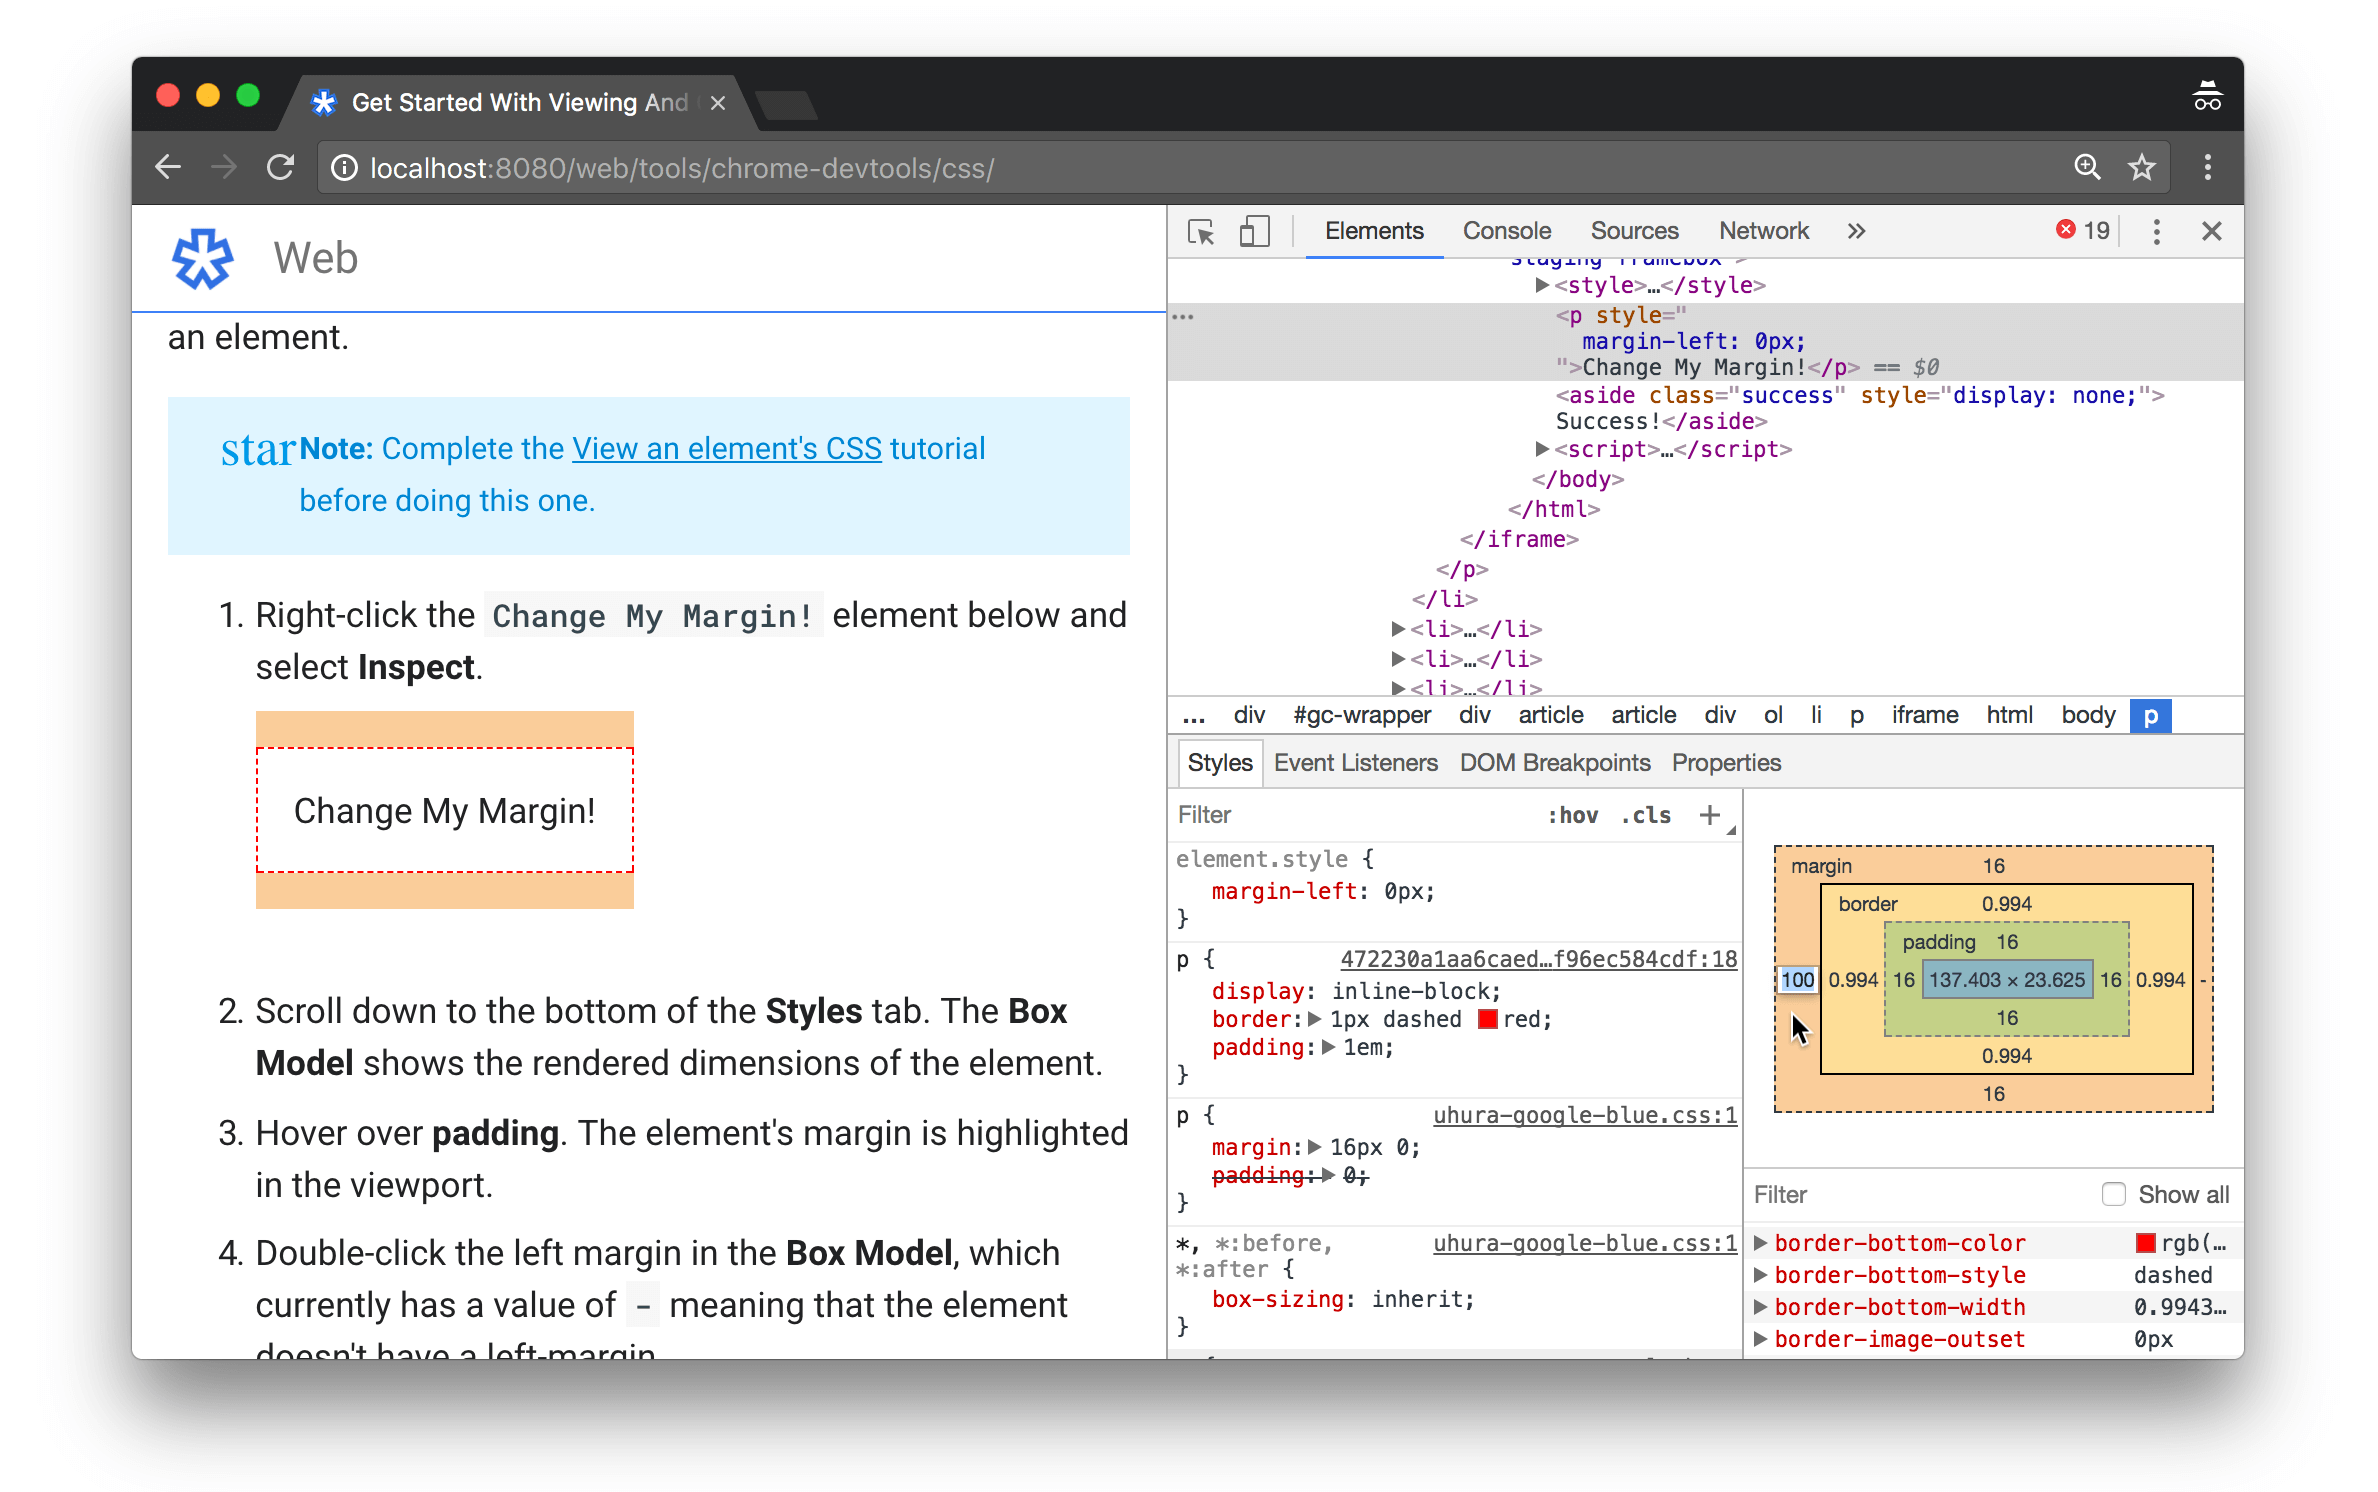 Get Started With Viewing And
localhost:8080/web/tools/chrome-devtools/css/
Web
an element.
star Note: Complete the View an element's CSS tutorial
before doing this one.
1. Right-click the Change My Margin! element below and
select Inspect.
Change My Margin!
2. Scroll down to the bottom of the Styles tab. The Box
Model shows the rendered dimensions of the element.
3. Hover over padding. The element's margin is highlighted
in the viewport.
4. Double-click the left margin in the Box Model, which
currently has a value of - meaning that the element
doesn't have a left-margin
Elements Console Sources Network » 19
staging framebox">
▶<style>…</style>
… <p style="
margin-left: 0px;
">Change My Margin!</p> == $0
<aside class="success" style="display: none;">
Success!</aside>
▶<script>…</script>
</body>
</html>
</iframe>
</p>
</li>
▶<li>…</li>
▶<li>…</li>
▶<li>…</li>
... div #gc-wrapper div article article div ol li p iframe html body p
Styles Event Listeners DOM Breakpoints Properties
Filter :hov .cls +
element.style {
margin-left: 0px;
}
p { 472230a1aa6caed…f96ec584cdf:18
display: inline-block;
border:▶1px dashed red;
padding:▶1em;
}
p { uhura-google-blue.css:1
margin:▶16px 0;
padding:▶0;
}
*, *:before, uhura-google-blue.css:1
*:after {
box-sizing: inherit;
}
margin 16
border 0.994
padding 16
100 0.994 16 137.403 × 23.625 16 0.994 -
16
0.994
16
Filter Show all
▶border-bottom-color rgb(…
▶border-bottom-style dashed
▶border-bottom-width 0.9943…
▶border-image-outset 0px